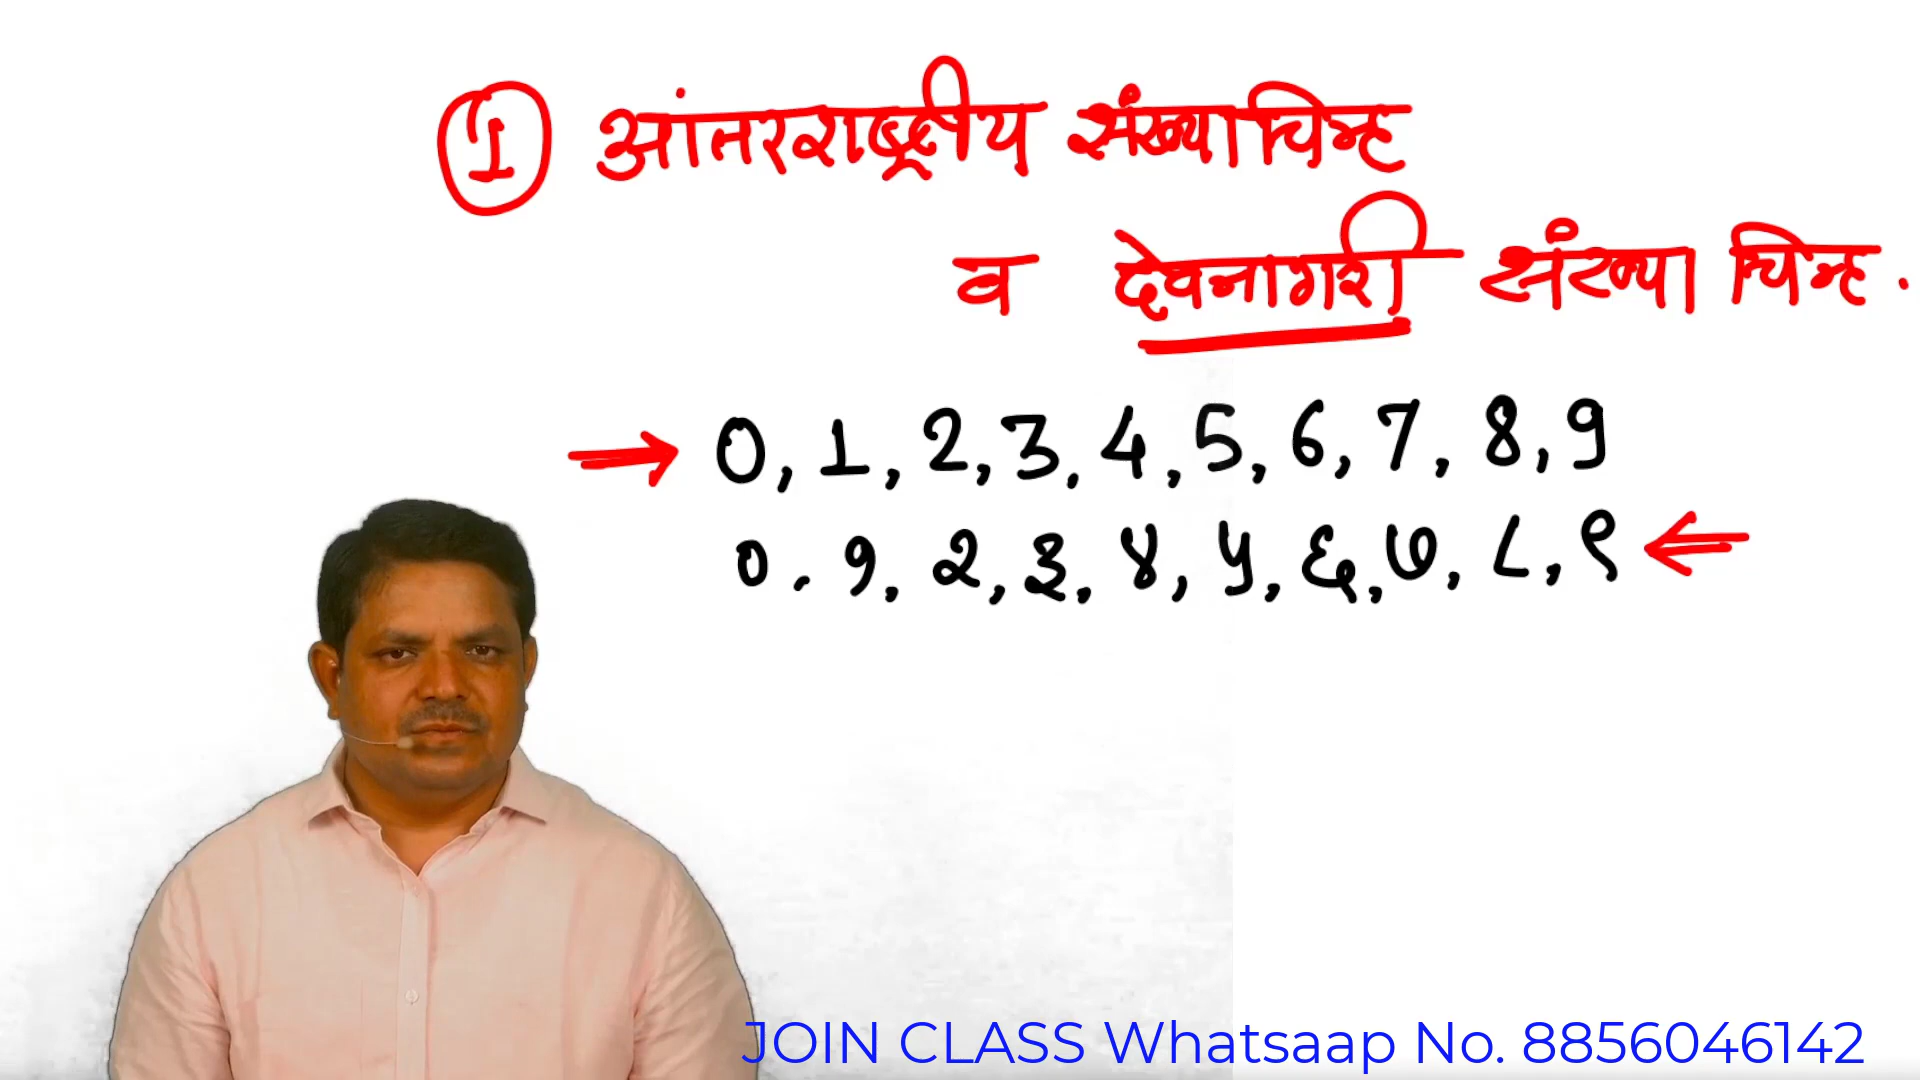 1 आंतरराष्ट्रीय संख्याचिन्ह
व देवनागरी संख्या चिन्ह.
0, 1, 2, 3, 4, 5, 6, 7, 8, 9
०, १, २, ३, ४, ५, ६, ७, ८, ९
JOIN CLASS Whatsaap No. 8856046142